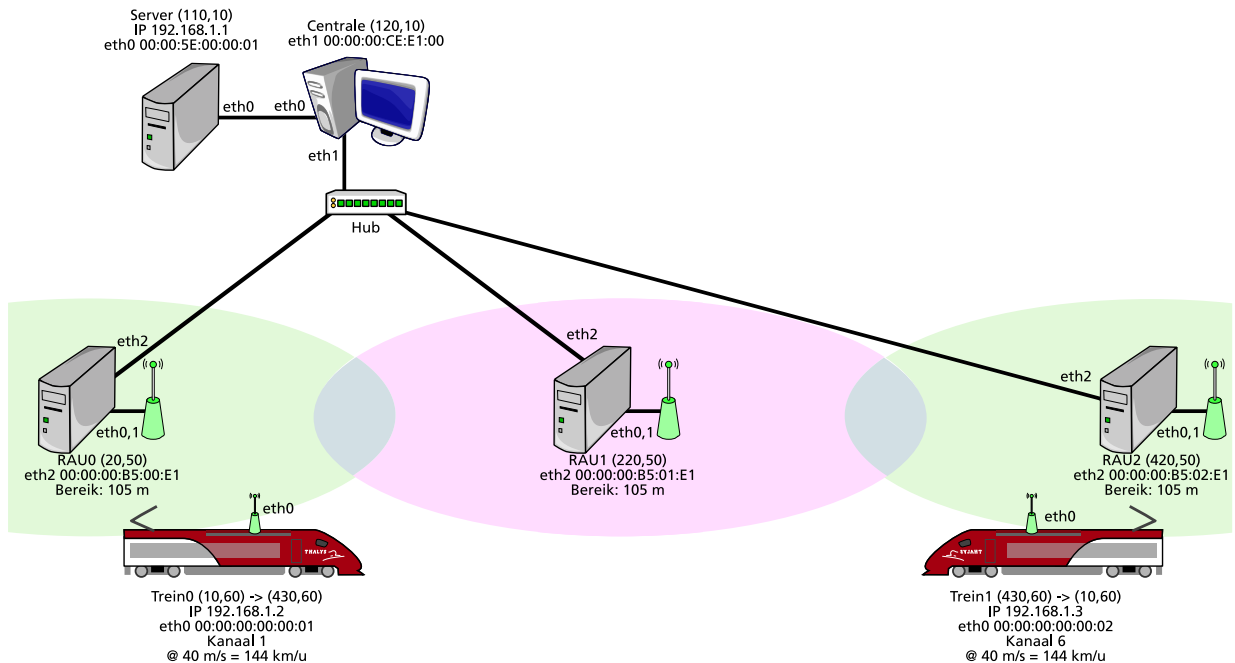 Server (110,10)
IP 192.168.1.1
eth0 00:00:5E:00:00:01
Centrale (120,10)
eth1 00:00:00:CE:E1:00
eth0
eth0
eth1
Hub
eth2
eth0,1
RAU0 (20,50)
eth2 00:00:00:B5:00:E1
Bereik: 105 m
eth2
eth0,1
RAU1 (220,50)
eth2 00:00:00:B5:01:E1
Bereik: 105 m
eth2
eth0,1
RAU2 (420,50)
eth2 00:00:00:B5:02:E1
Bereik: 105 m
eth0
THALYS
Trein0 (10,60) -> (430,60)
IP 192.168.1.2
eth0 00:00:00:00:00:01
Kanaal 1
@ 40 m/s = 144 km/u
eth0
THALYS
Trein1 (430,60) -> (10,60)
IP 192.168.1.3
eth0 00:00:00:00:00:02
Kanaal 6
@ 40 m/s = 144 km/u